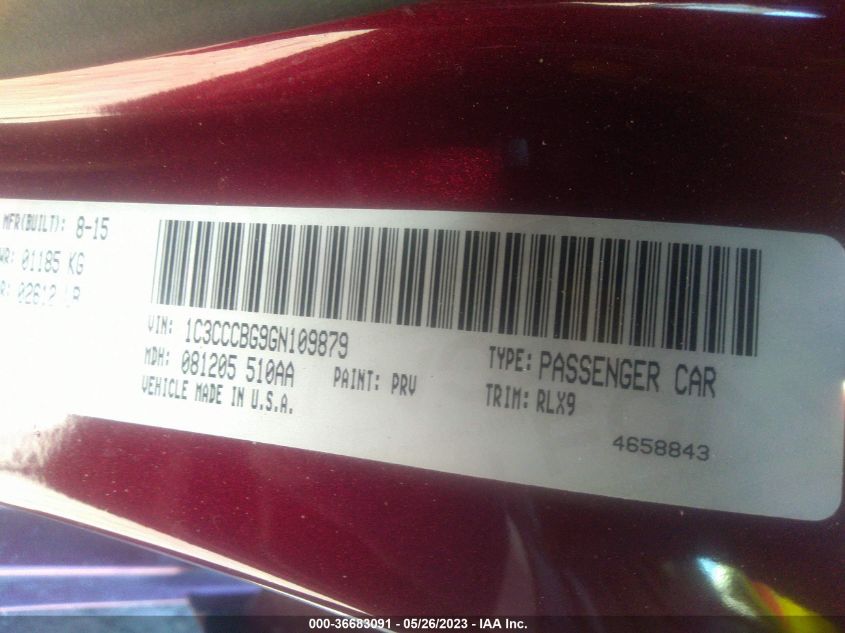 MFR(BUILT): 8-15
WR: 01185 KG
R: 02612 LB
VIN: 1C3CCCBG9GN109879
MDH: 081205 510AA
PAINT: PRV
VEHICLE MADE IN U.S.A.
TYPE: PASSENGER CAR
TRIM: RLX9
4658843
000-36683091 - 05/26/2023 - IAA Inc.